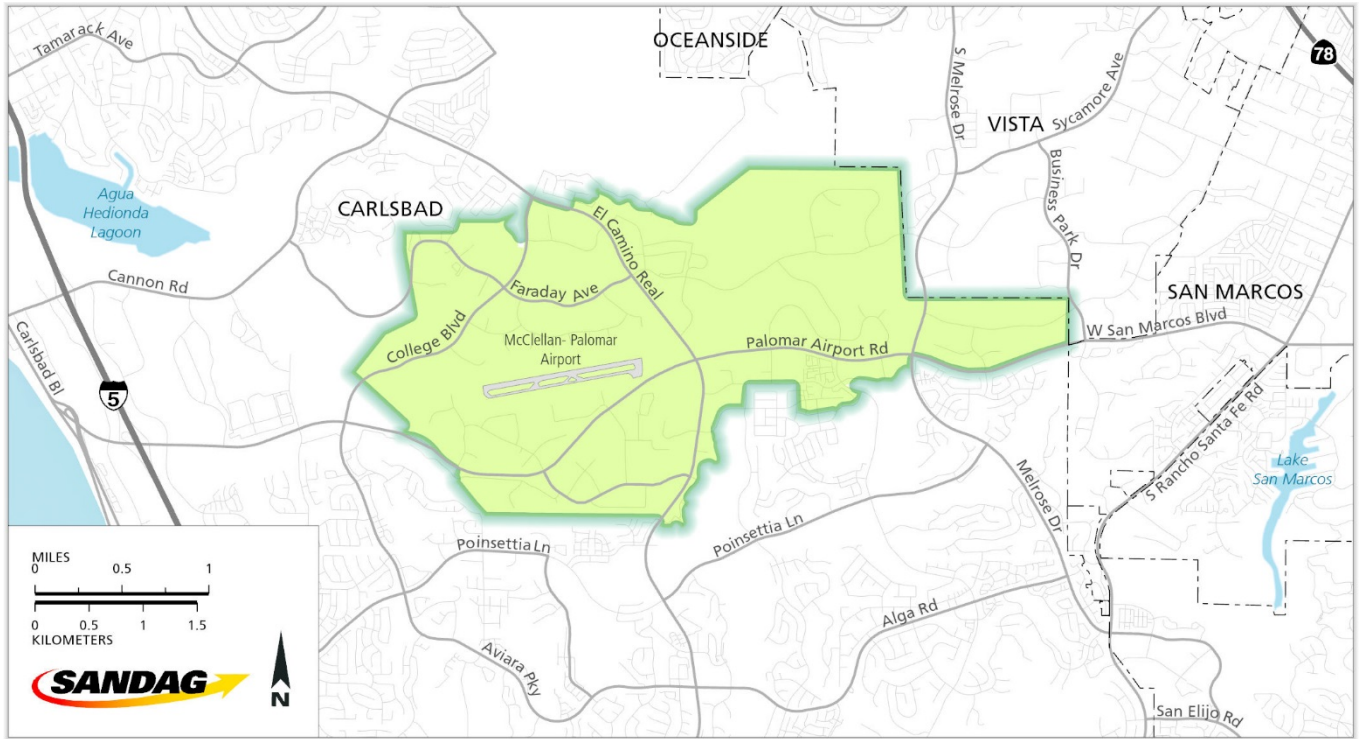 Tamarack Ave
OCEANSIDE
78
S Melrose Dr
Sycamore Ave
VISTA
Business Park Dr
Agua
Hedionda
Lagoon
CARLSBAD
El Camino Real
Cannon Rd
Faraday Ave
SAN MARCOS
W San Marcos Blvd
College Blvd
McClellan- Palomar
Airport
Palomar Airport Rd
Carlsbad Bl
5
S Rancho Santa Fe Rd
Lake
San Marcos
Melrose Dr
Poinsettia Ln
Poinsettia Ln
Alga Rd
Aviara Pky
San Elijo Rd
MILES
0 0.5 1
0 0.5 1 1.5
KILOMETERS
SANDAG
N